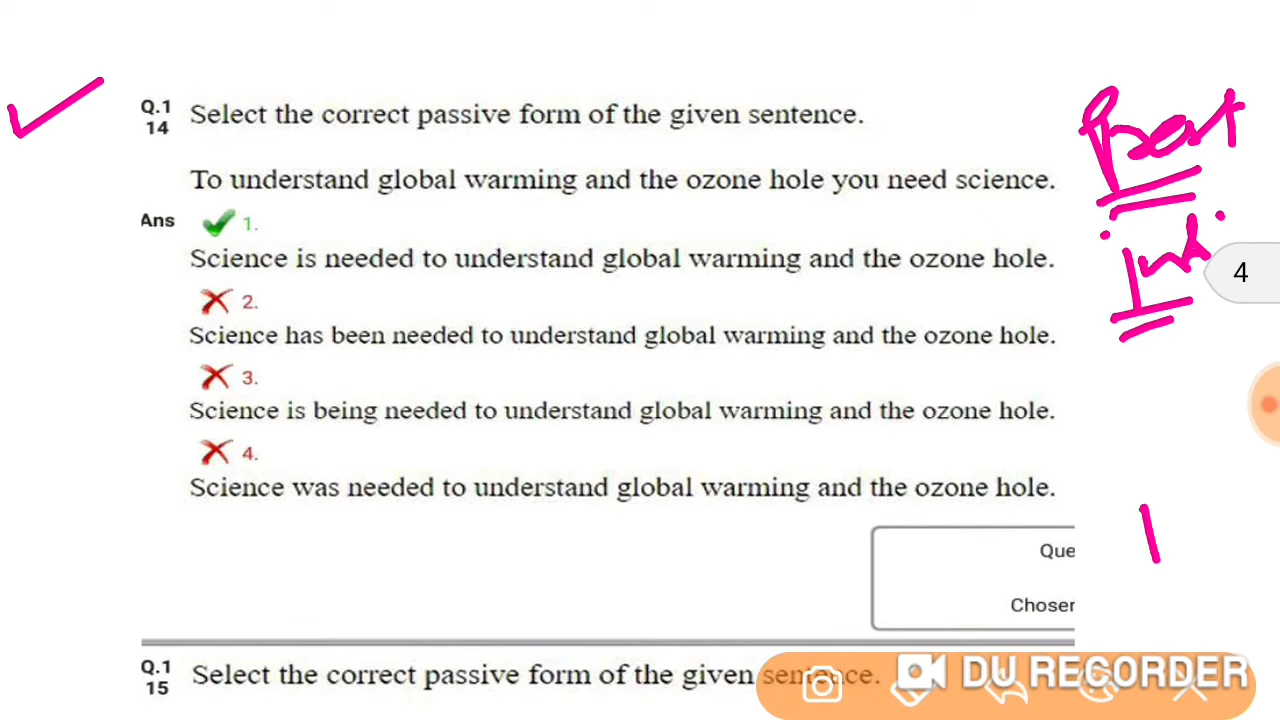 Q.1 Select the correct passive form of the given sentence.
14
To understand global warming and the ozone hole you need science.
Ans 1.
Science is needed to understand global warming and the ozone hole.
2.
Science has been needed to understand global warming and the ozone hole.
3.
Science is being needed to understand global warming and the ozone hole.
4.
Science was needed to understand global warming and the ozone hole.
4
Que
Chosen
Q.1 Select the correct passive form of the given sentence.
15
DU RECORDER